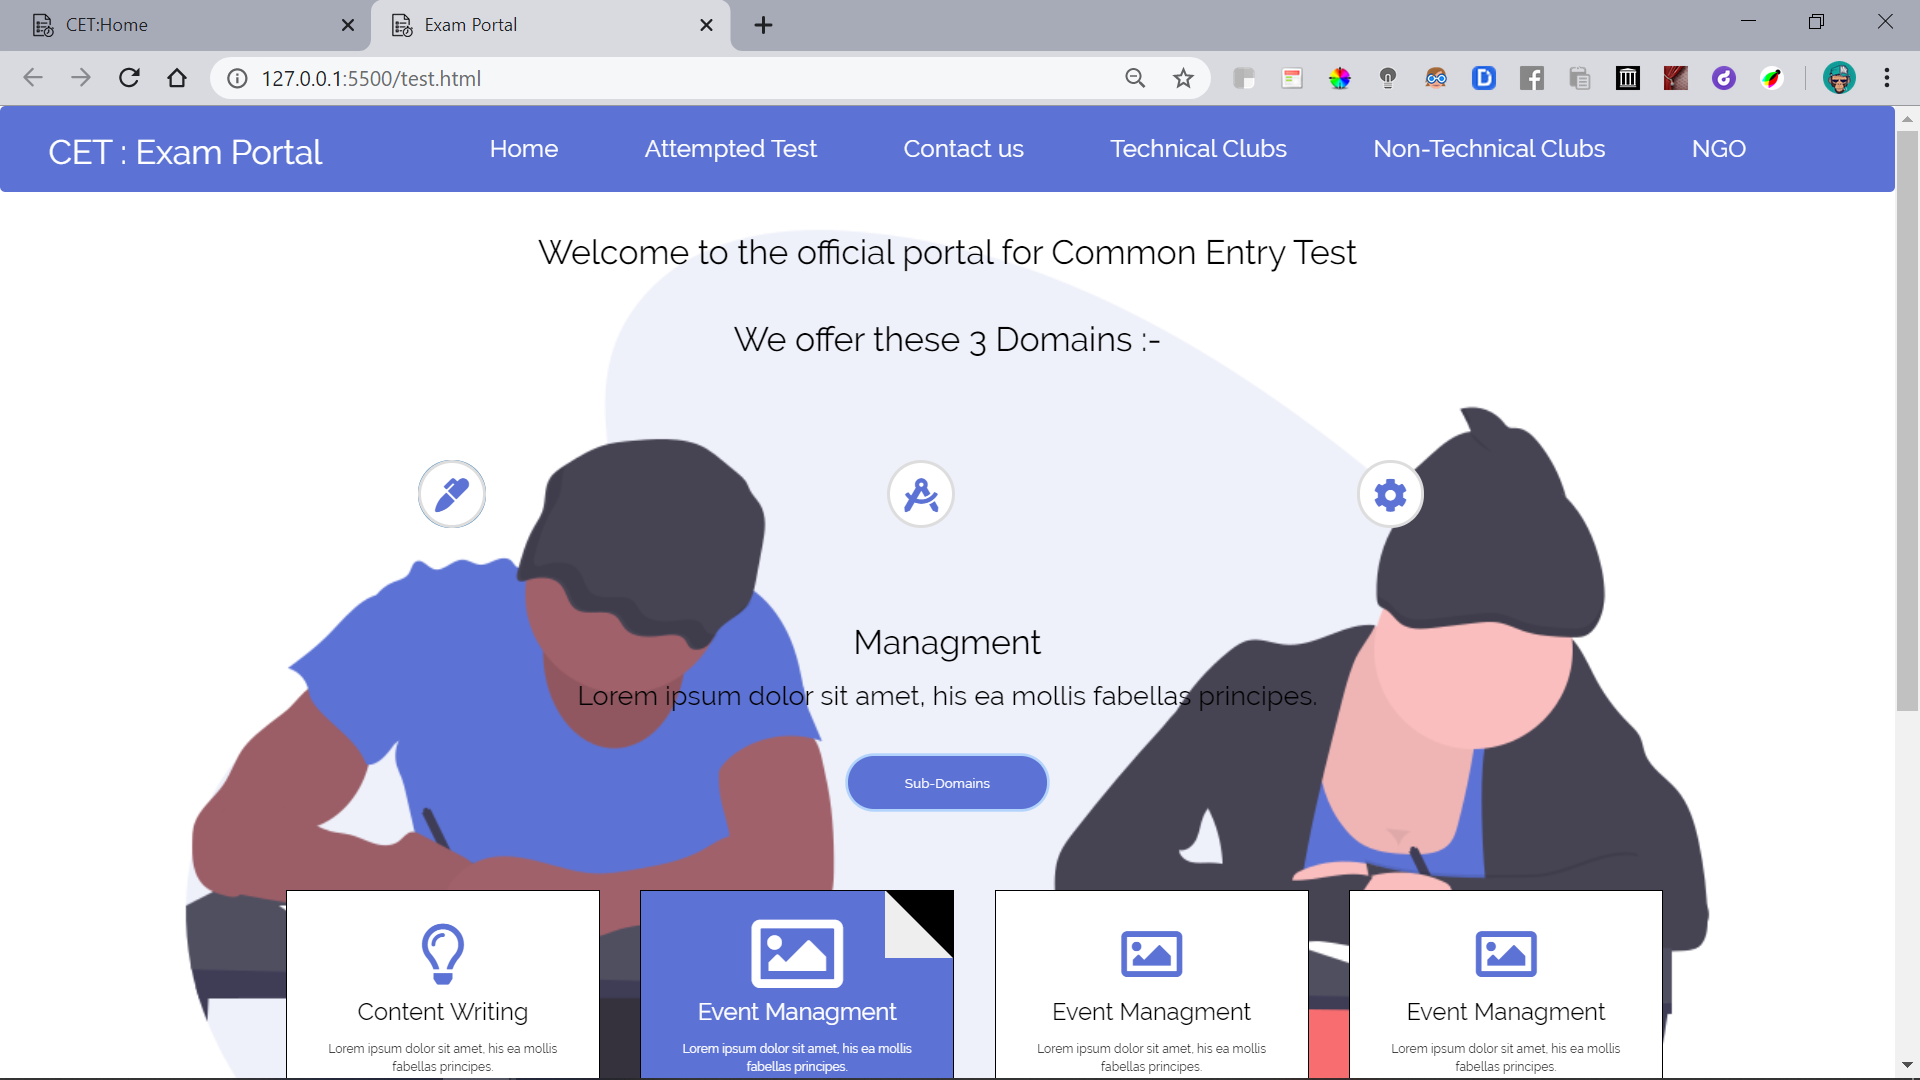 CET:Home
Exam Portal
127.0.0.1:5500/test.html
CET : Exam Portal
Home
Attempted Test
Contact us
Technical Clubs
Non-Technical Clubs
NGO
Welcome to the official portal for Common Entry Test
We offer these 3 Domains :-
Managment
Lorem ipsum dolor sit amet, his ea mollis fabellas principes.
Sub-Domains
Content Writing
Lorem ipsum dolor sit amet, his ea mollis
fabellas principes.
Event Managment
Lorem ipsum dolor sit amet, his ea mollis
fabellas principes.
Event Managment
Lorem ipsum dolor sit amet, his ea mollis
fabellas principes.
Event Managment
Lorem ipsum dolor sit amet, his ea mollis
fabellas principes.